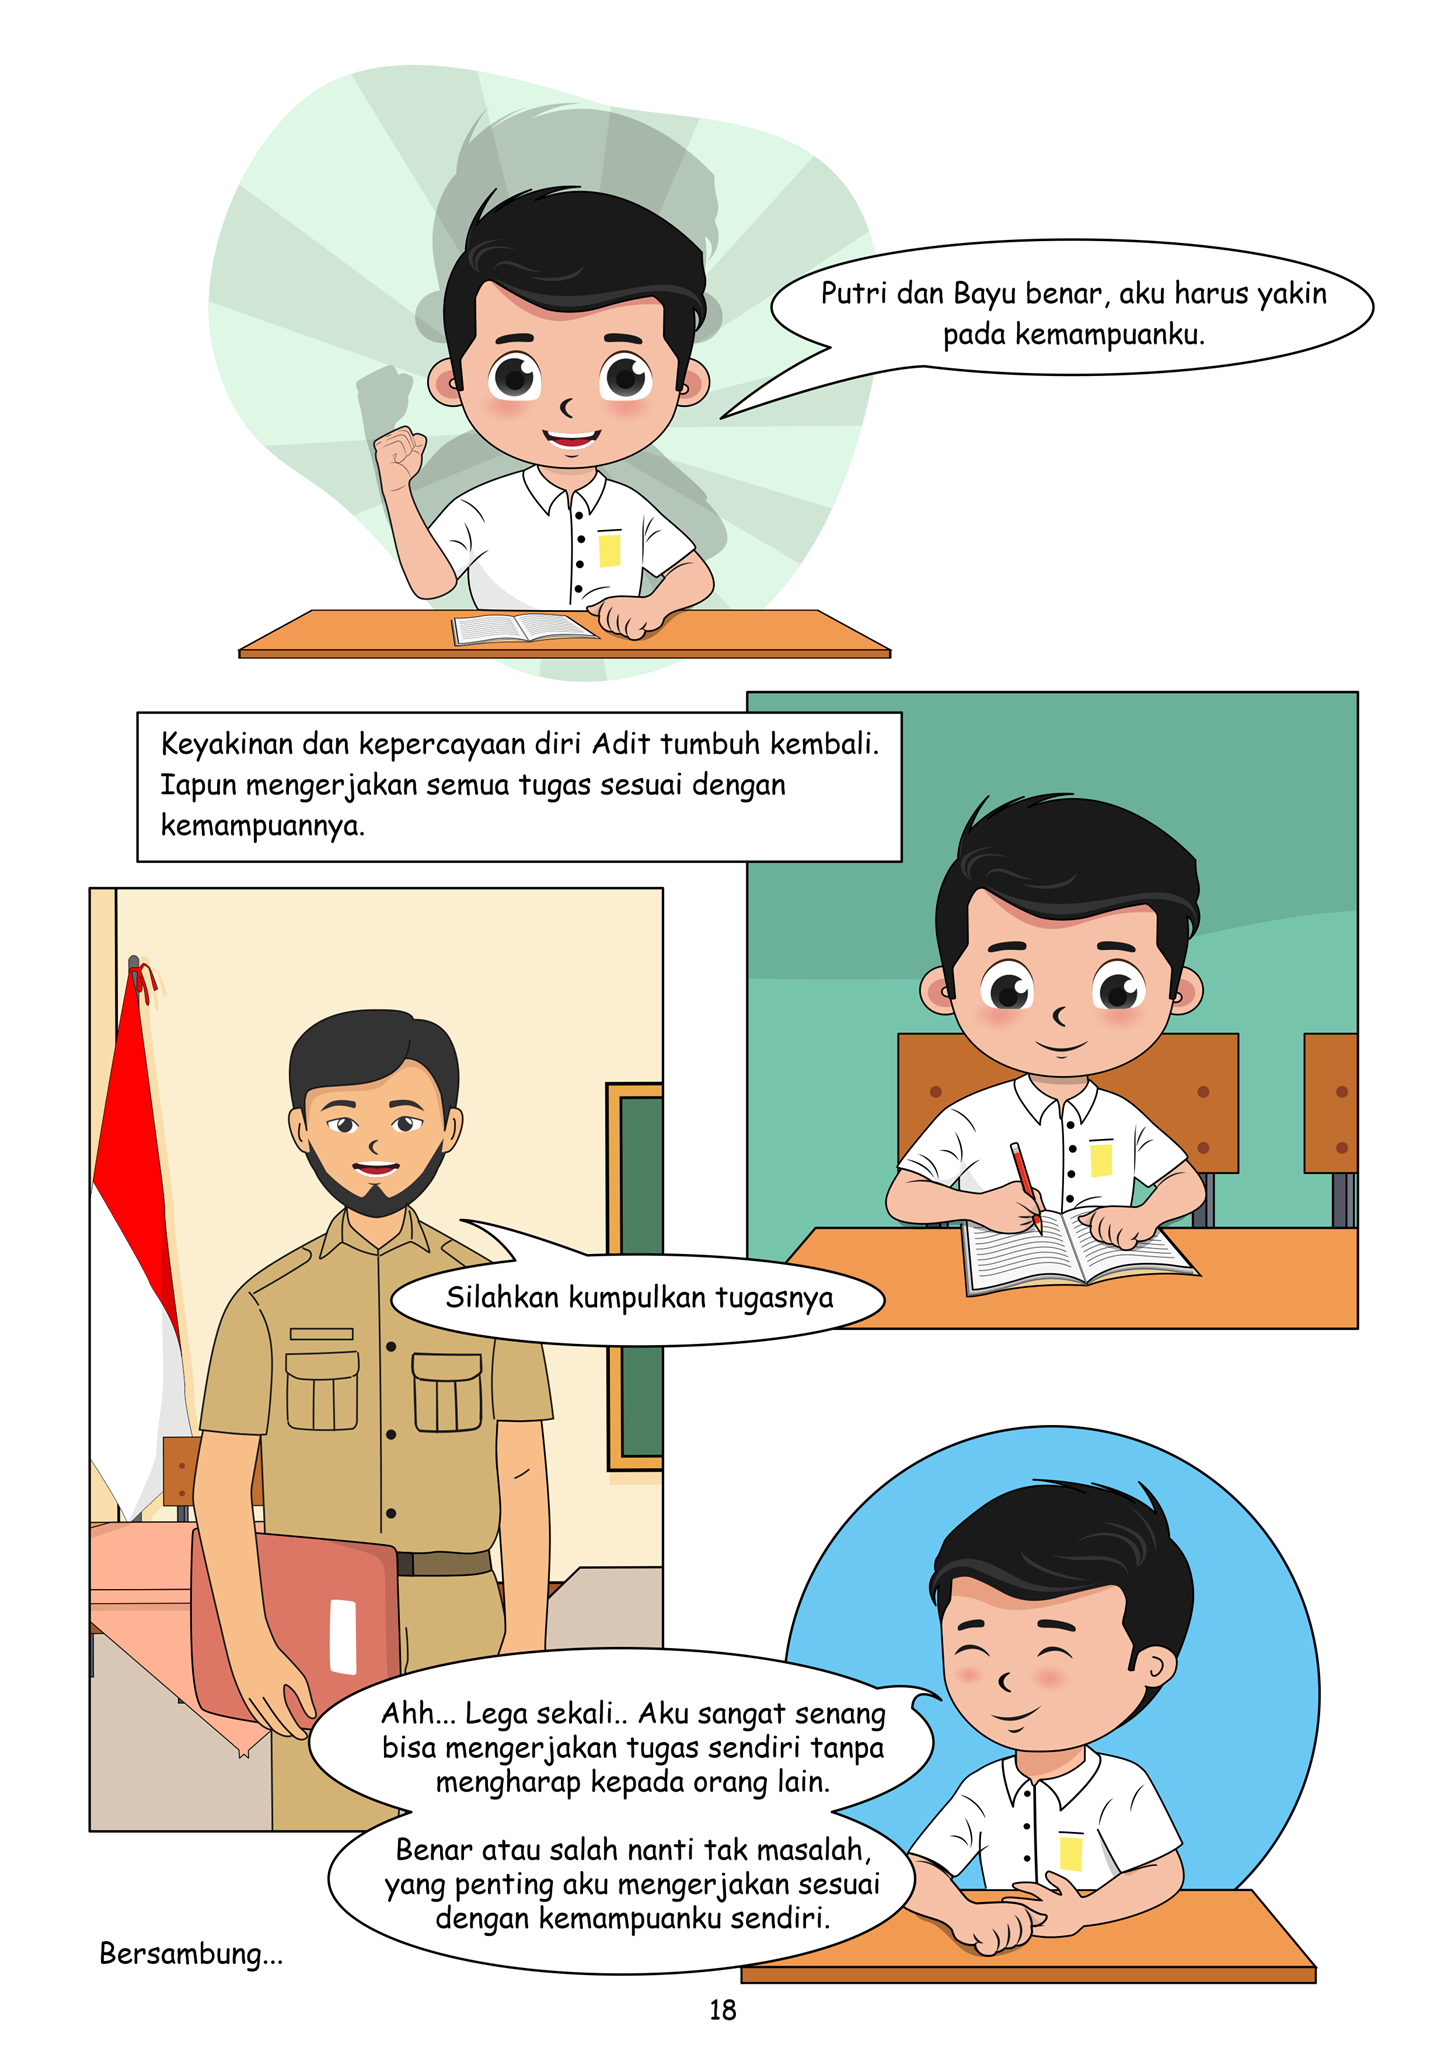 Putri dan Bayu benar, aku harus yakin
pada kemampuanku.
Keyakinan dan kepercayaan diri Adit tumbuh kembali.
Iapun mengerjakan semua tugas sesuai dengan
kemampuannya.
Silahkan kumpulkan tugasnya
Ahh... Lega sekali.. Aku sangat senang
bisa mengerjakan tugas sendiri tanpa
mengharap kepada orang lain.
Benar atau salah nanti tak masalah,
yang penting aku mengerjakan sesuai
dengan kemampuanku sendiri.
Bersambung...
18